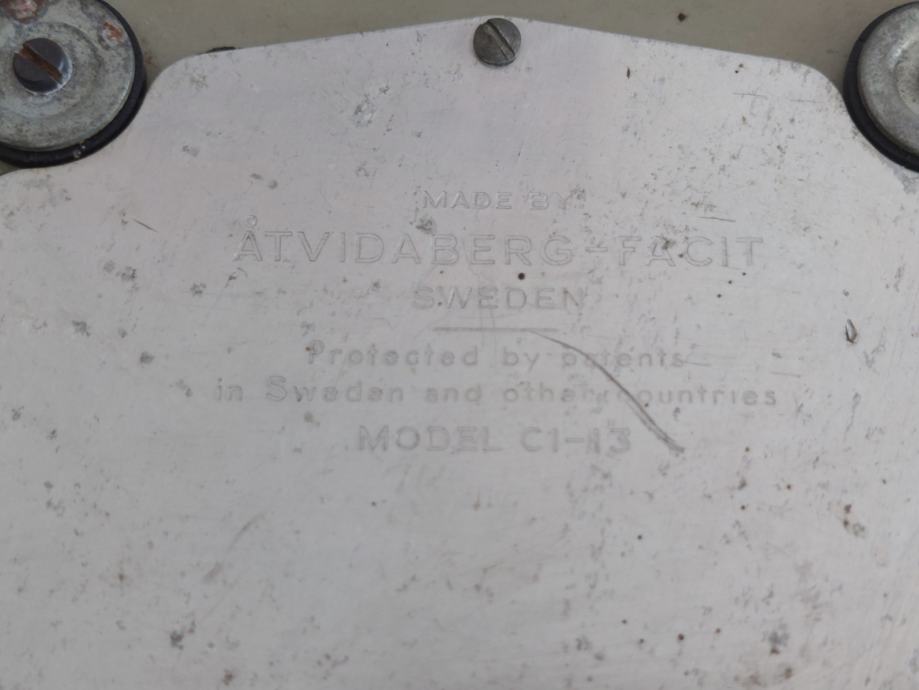 MADE BY
ÅTVIDABERG-FACIT
SWEDEN
Protected by patents
in Sweden and other countries
MODEL C1-13